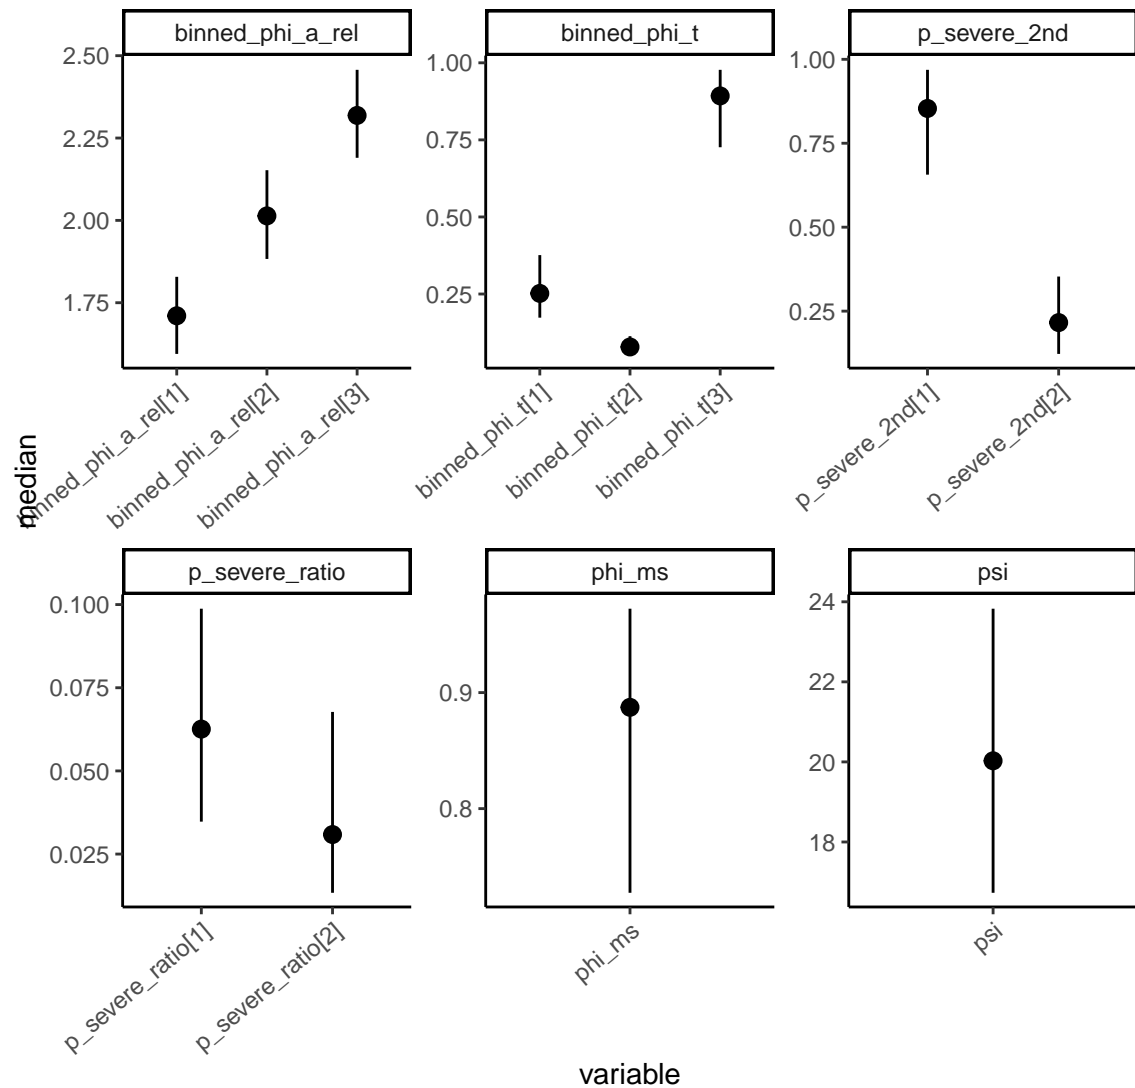 binned_phi_a_rel
binned_phi_t
p_severe_2nd
2.50
2.25
2.00
1.75
1.00
0.75
0.50
0.25
1.00
0.75
0.50
0.25
binned_phi_a_rel[1]
binned_phi_a_rel[2]
binned_phi_a_rel[3]
binned_phi_t[1]
binned_phi_t[2]
binned_phi_t[3]
p_severe_2nd[1]
p_severe_2nd[2]
median
p_severe_ratio
phi_ms
psi
0.100
0.075
0.050
0.025
0.9
0.8
24
22
20
18
p_severe_ratio[1]
p_severe_ratio[2]
phi_ms
psi
variable